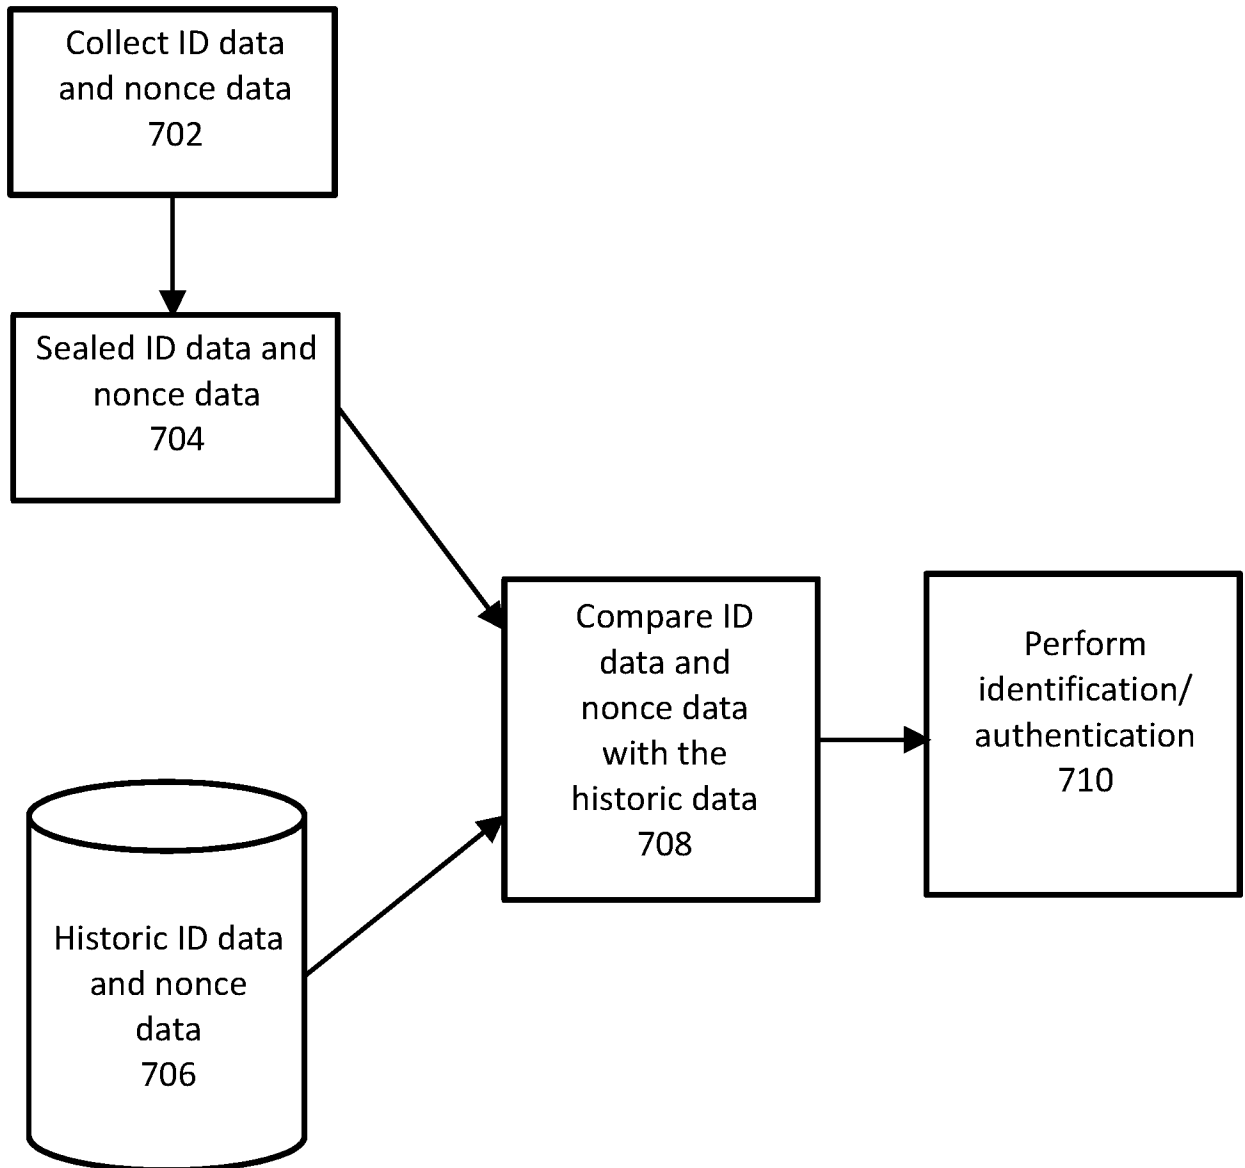 Collect ID data
and nonce data
702
Sealed ID data and
nonce data
704
Compare ID
data and
nonce data
with the
historic data
708
Perform
identification/
authentication
710
Historic ID data
and nonce
data
706